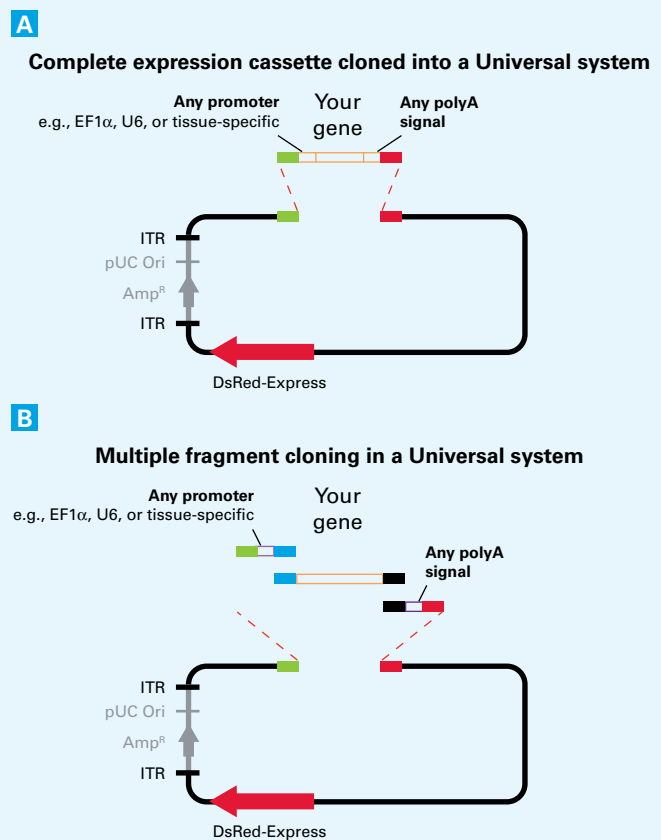 A
Complete expression cassette cloned into a Universal system
Any promoter
e.g., EF1α, U6, or tissue-specific
Your
gene
Any polyA
signal
ITR
pUC Ori
Ampᴿ
ITR
DsRed-Express
B
Multiple fragment cloning in a Universal system
Any promoter
e.g., EF1α, U6, or tissue-specific
Your
gene
Any polyA
signal
ITR
pUC Ori
Ampᴿ
ITR
DsRed-Express